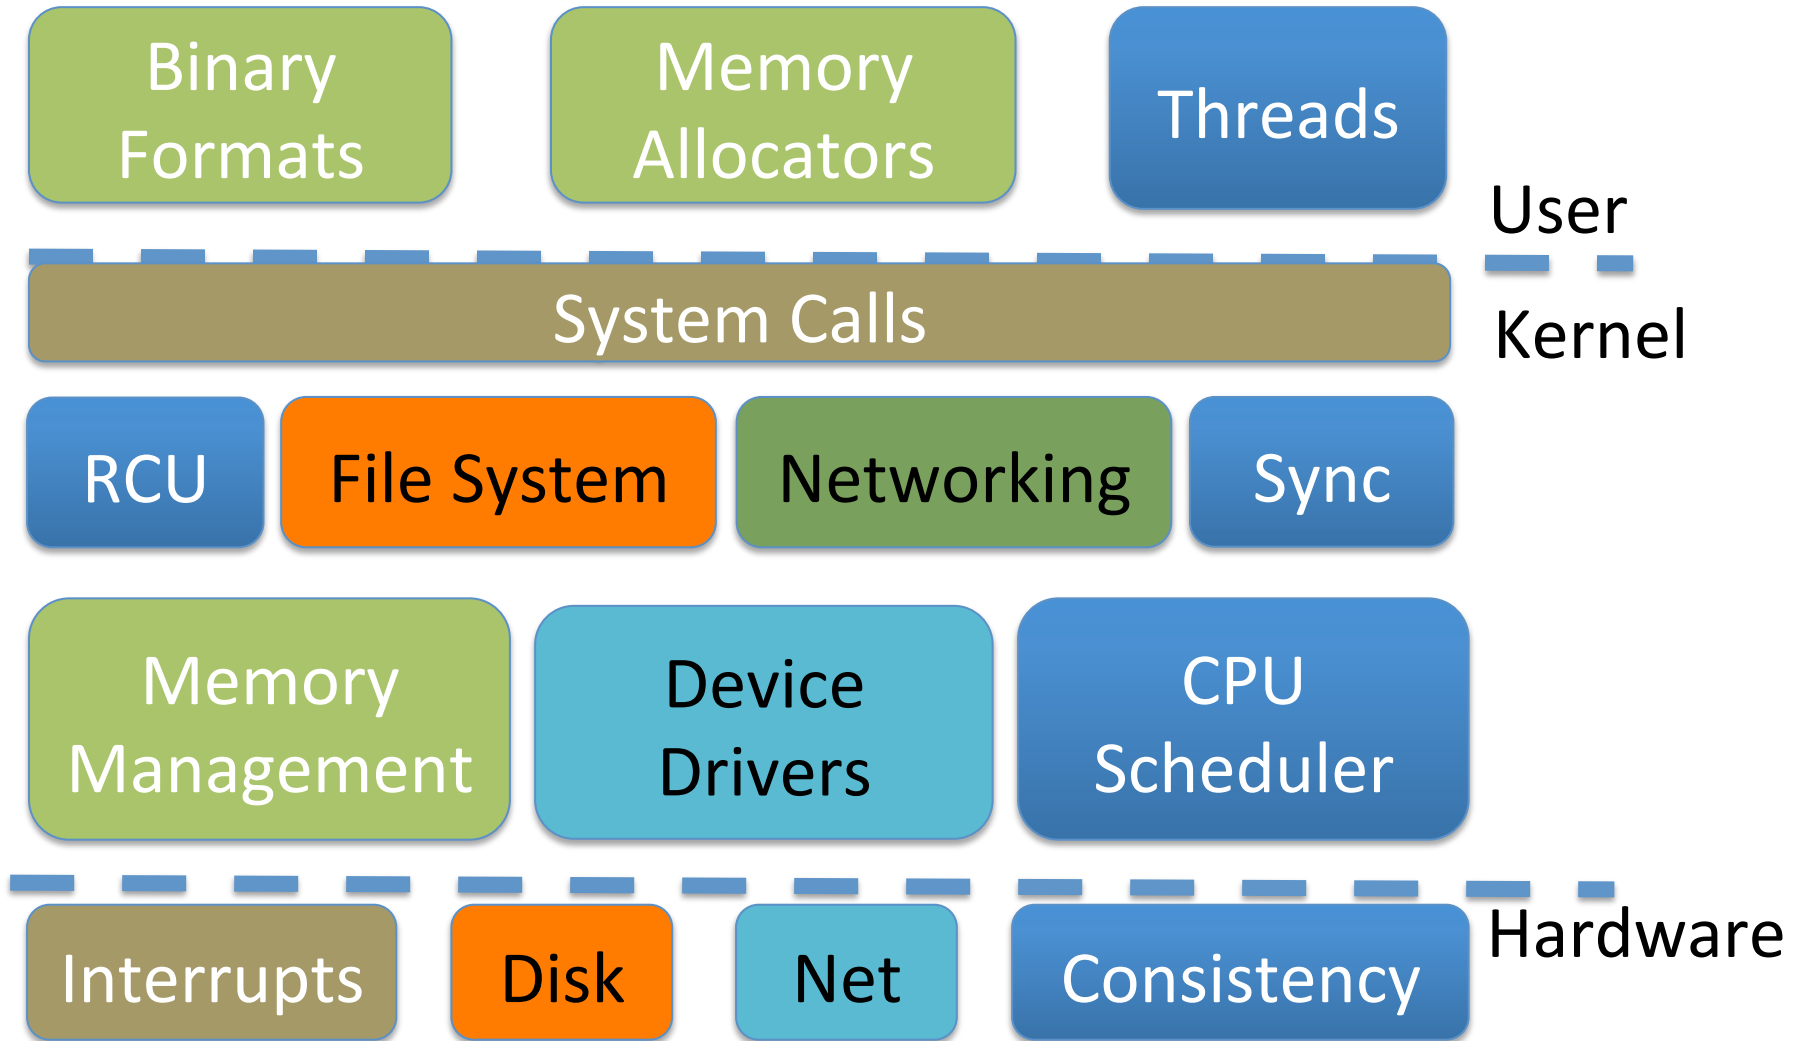 Binary
Formats
Memory
Allocators
Threads
User
System Calls
Kernel
RCU
File System
Networking
Sync
Memory
Management
Device
Drivers
CPU
Scheduler
Hardware
Interrupts
Disk
Net
Consistency